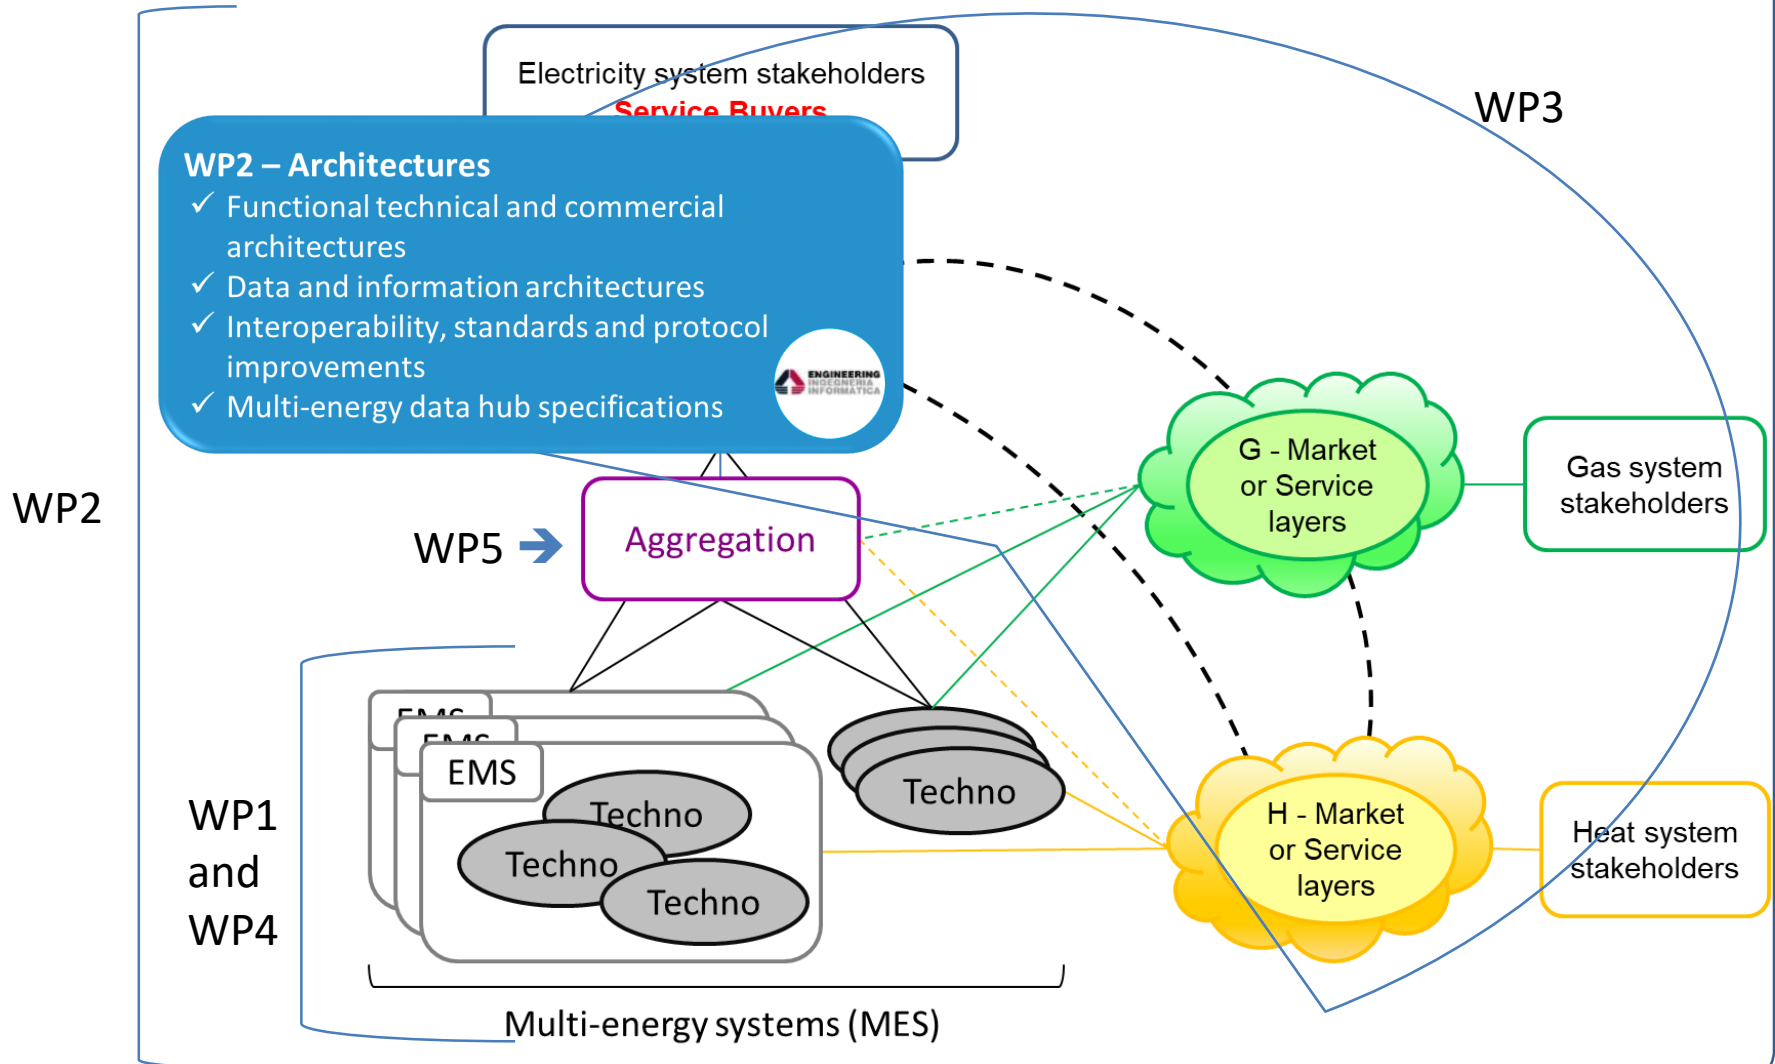 Electricity system stakeholders
Service Buyers
WP3
WP2 – Architectures
✓ Functional technical and commercial
architectures
✓ Data and information architectures
✓ Interoperability, standards and protocol
improvements
✓ Multi-energy data hub specifications
ENGINEERING
INGEGNERIA
INFORMATICA
G - Market
or Service
layers
Gas system
stakeholders
WP2
WP5
Aggregation
EMS
EMS
EMS
Techno
Techno
Techno
Techno
WP1
and
WP4
H - Market
or Service
layers
Heat system
stakeholders
Multi-energy systems (MES)